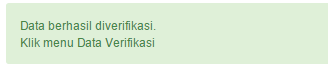 Data berhasil diverifikasi.
Klik menu Data Verifikasi